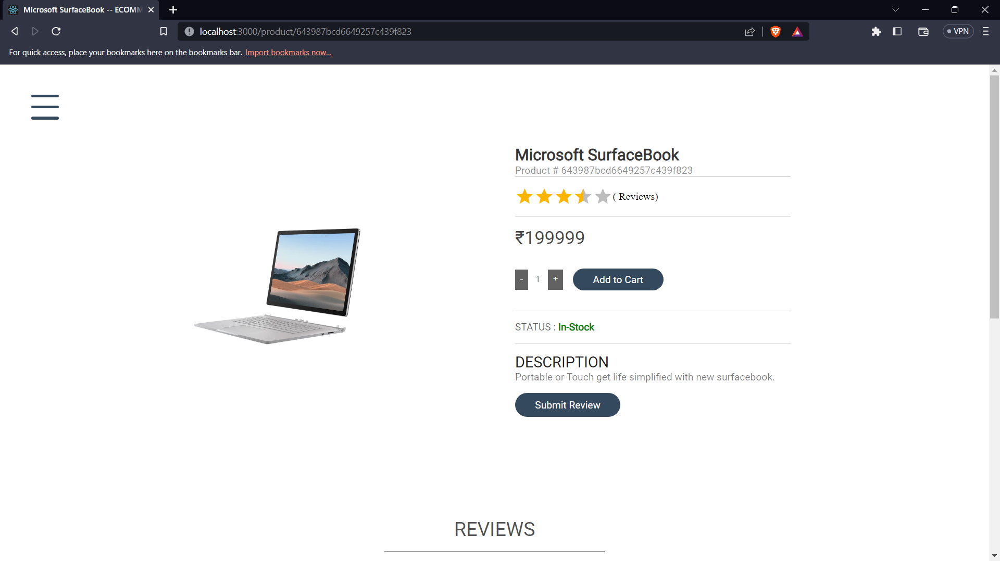 Microsoft SurfaceBook -- ECOMM
localhost:3000/product/643987bcd6649257c439f823
VPN
For quick access, place your bookmarks here on the bookmarks bar. Import bookmarks now...
Microsoft SurfaceBook
Product # 643987bcd6649257c439f823
( Reviews)
₹199999
- 1 + Add to Cart
STATUS : In-Stock
DESCRIPTION
Portable or Touch get life simplified with new surfacebook.
Submit Review
REVIEWS